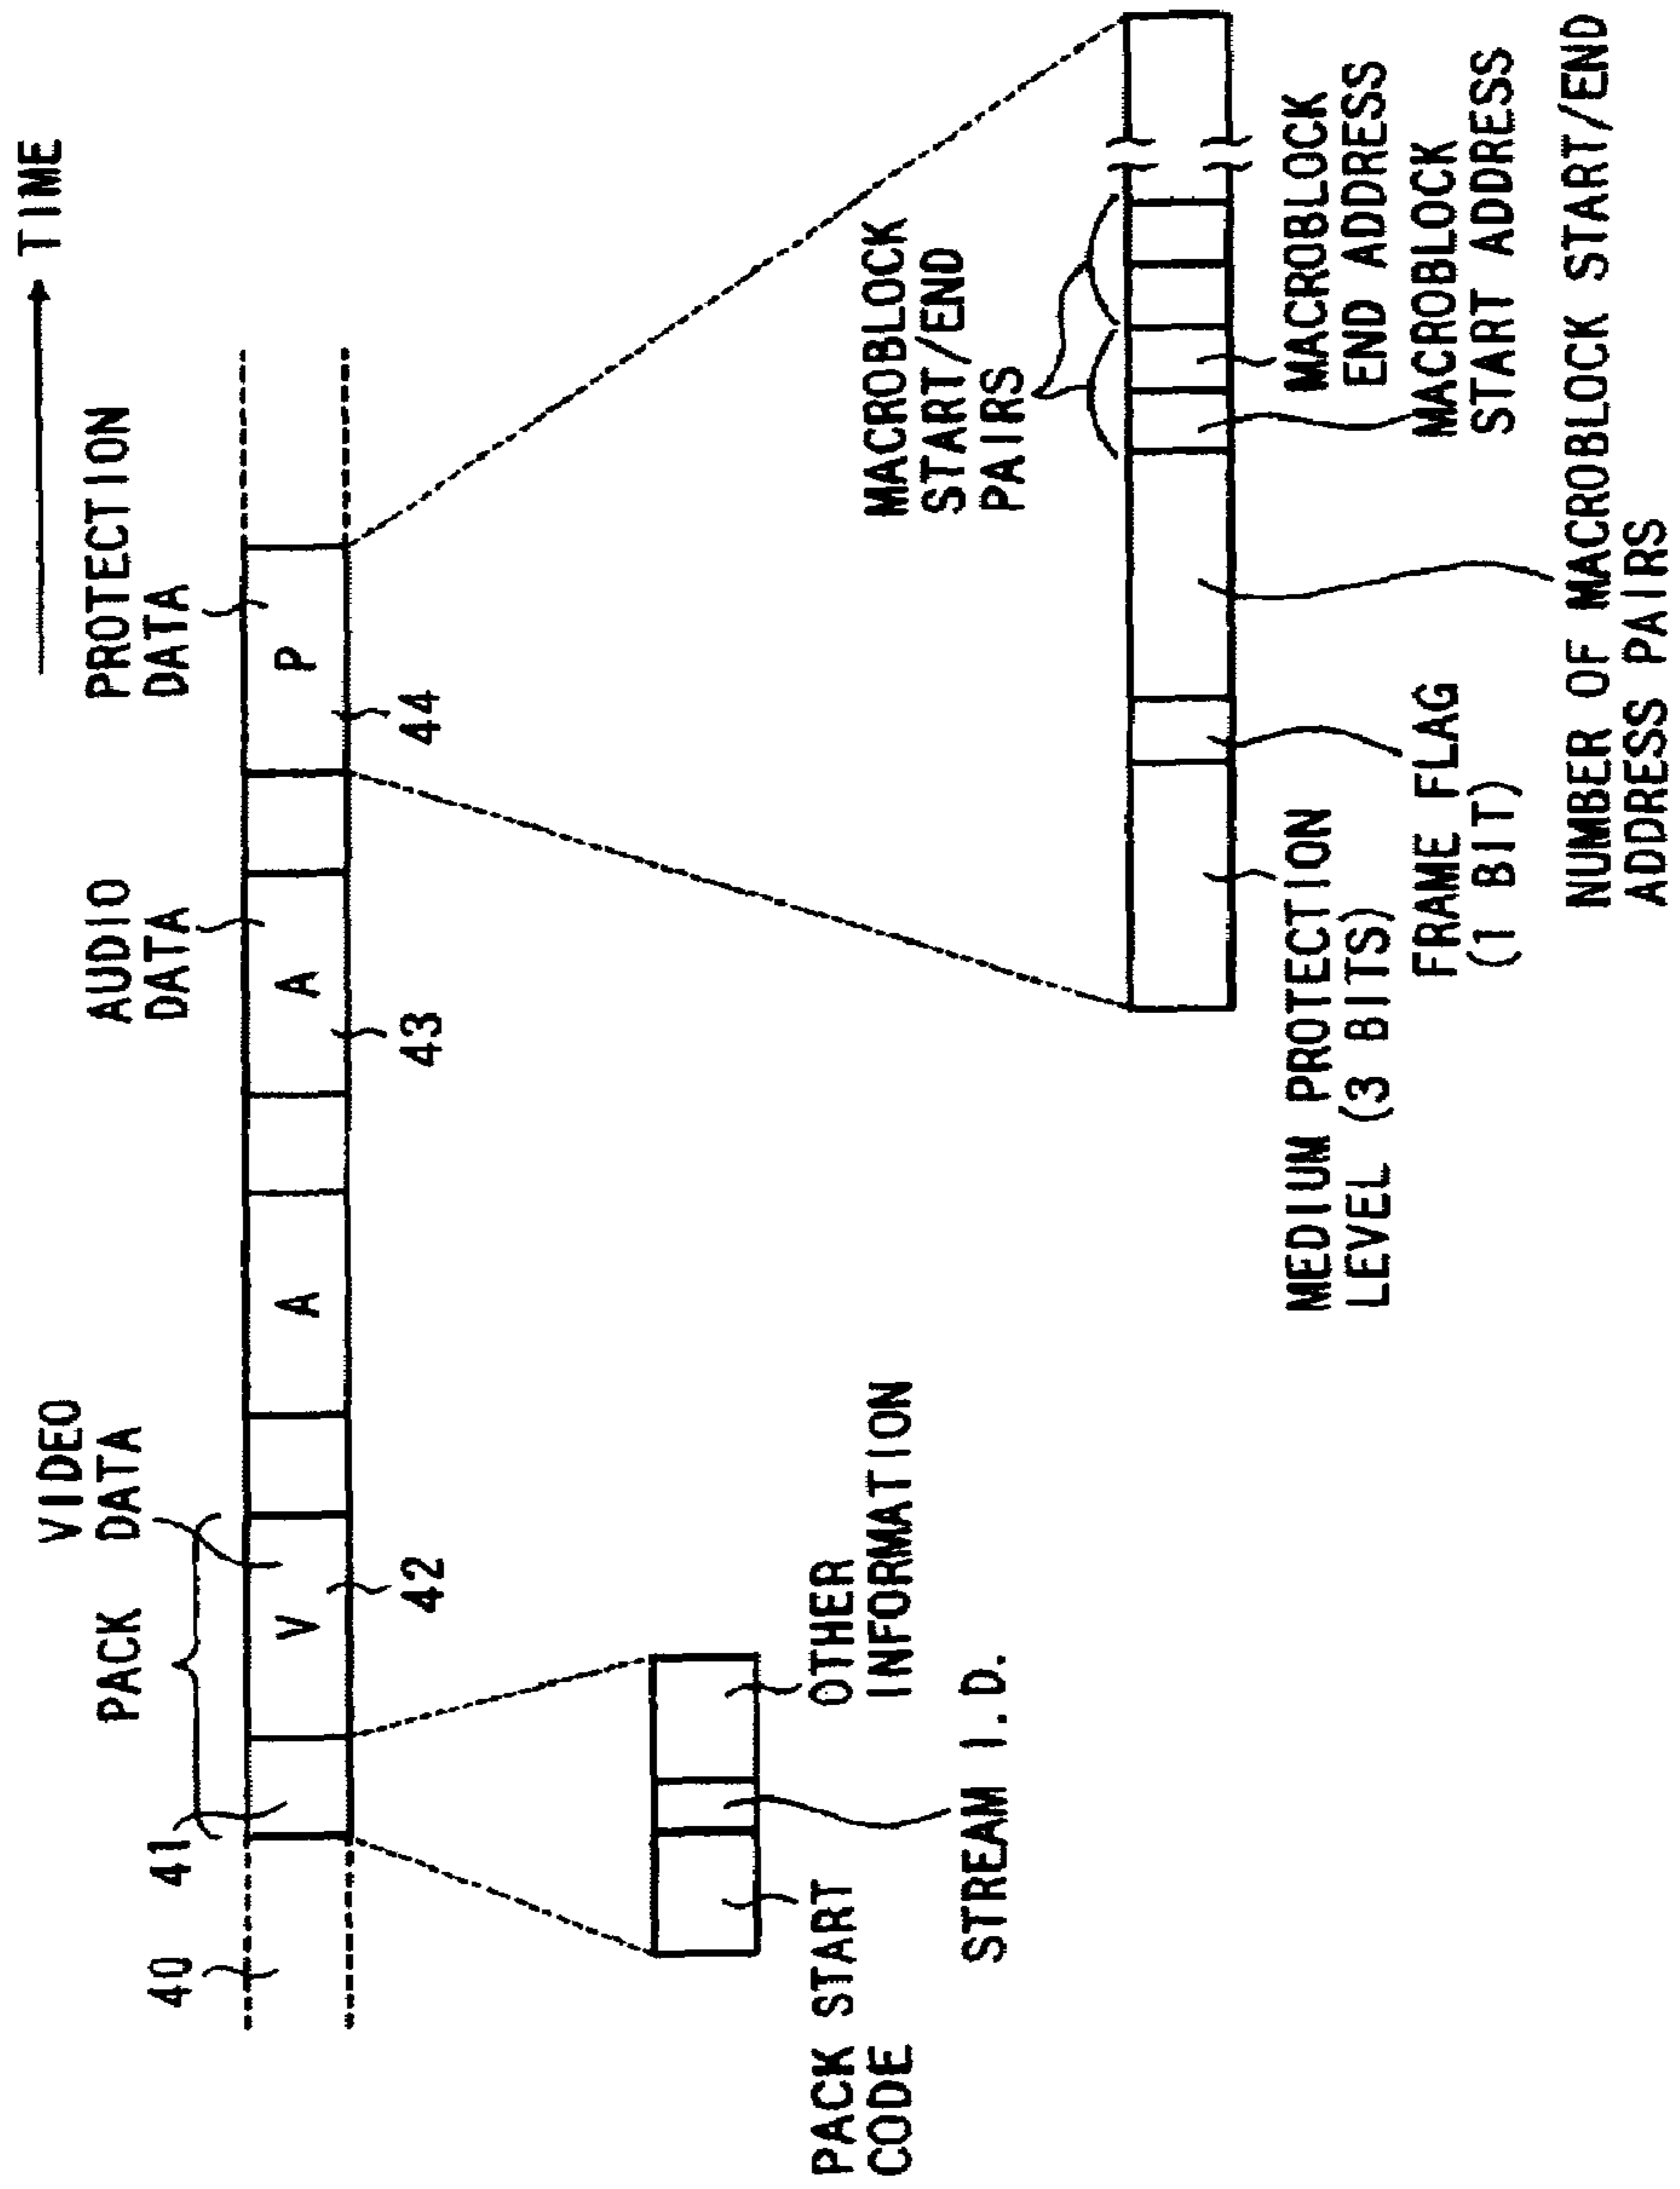 TIME
VIDEO
DATA
PACK
AUDIO
DATA
PROTECTION
DATA
40
41
V
A
A
P
42
43
44
PACK START
CODE
STREAM I.D.
OTHER
INFORMATION
MACROBLOCK
START/END
PAIRS
MEDIUM PROTECTION
LEVEL (3 BITS)
FRAME FLAG
(1 BIT)
NUMBER OF MACROBLOCK START/END
ADDRESS PAIRS
MACROBLOCK
START ADDRESS
MACROBLOCK
END ADDRESS